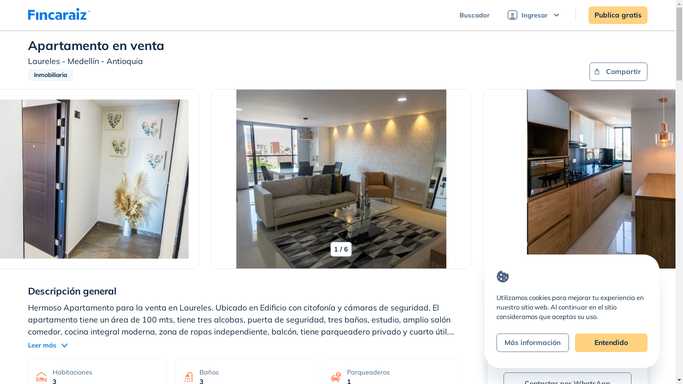 Fincaraiz
Buscador
Ingresar
Publica gratis
Apartamento en venta
Laureles - Medellín - Antioquia
Inmobiliaria
Compartir
1 / 6
Descripción general
Hermoso Apartamento para la venta en Laureles. Ubicado en Edificio con citofonía y cámaras de seguridad. El
apartamento tiene un área de 100 mts, tiene tres alcobas, puerta de seguridad, tres baños, estudio, amplio salón
comedor, cocina integral moderna, zona de ropas independiente, balcón, tiene parqueadero privado y cuarto útil....
Leer más
Habitaciones
3
Baños
3
Parqueaderos
1
Utilizamos cookies para mejorar tu experiencia en
nuestro sitio web. Al continuar en el sitio
consideramos que aceptas su uso.
Más información
Entendido
Contactar por WhatsApp